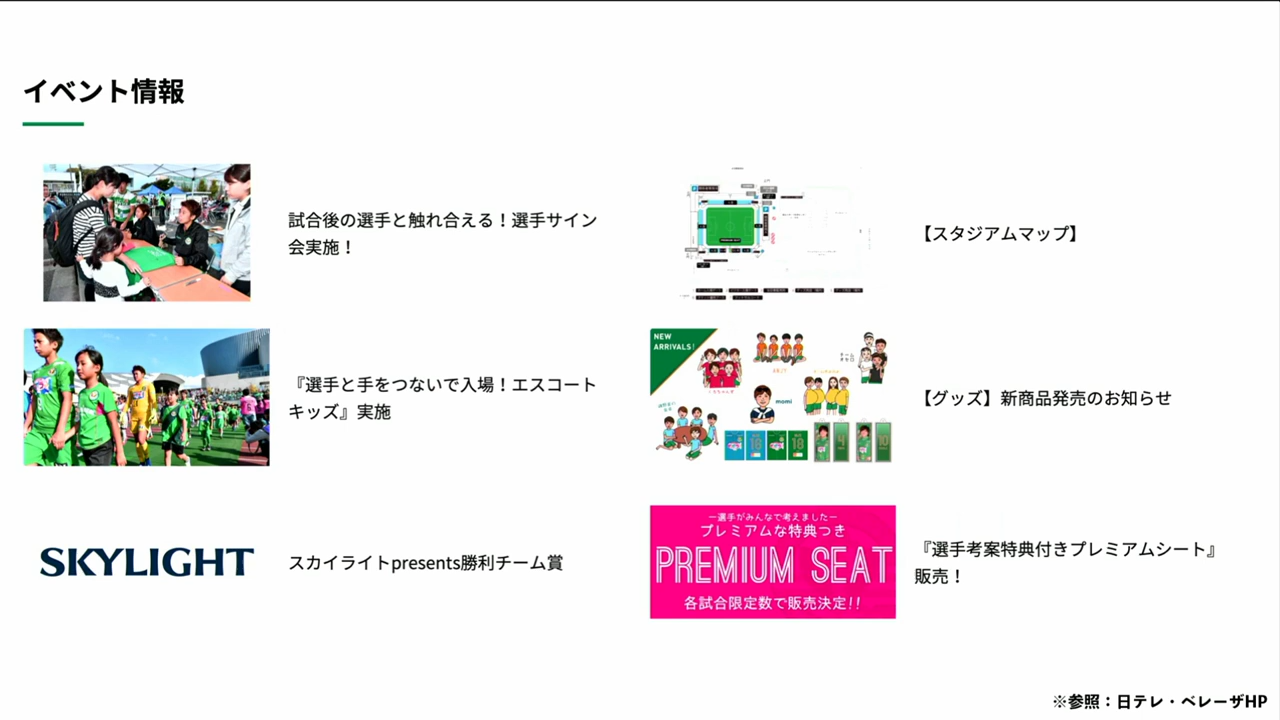 イベント情報
試合後の選手と触れ合える！選手サイン
会実施！
『選手と手をつないで入場！エスコート
キッズ』実施
SKYLIGHT
スカイライトpresents勝利チーム賞
【スタジアムマップ】
NEW
ARRIVALS!
momi
18
18
【グッズ】新商品発売のお知らせ
ー選手がみんなで考えましたー
プレミアムな特典つき
PREMIUM SEAT
各試合限定数で販売決定!!
『選手考案特典付きプレミアムシート』
販売！
※参照：日テレ・ベレーザHP